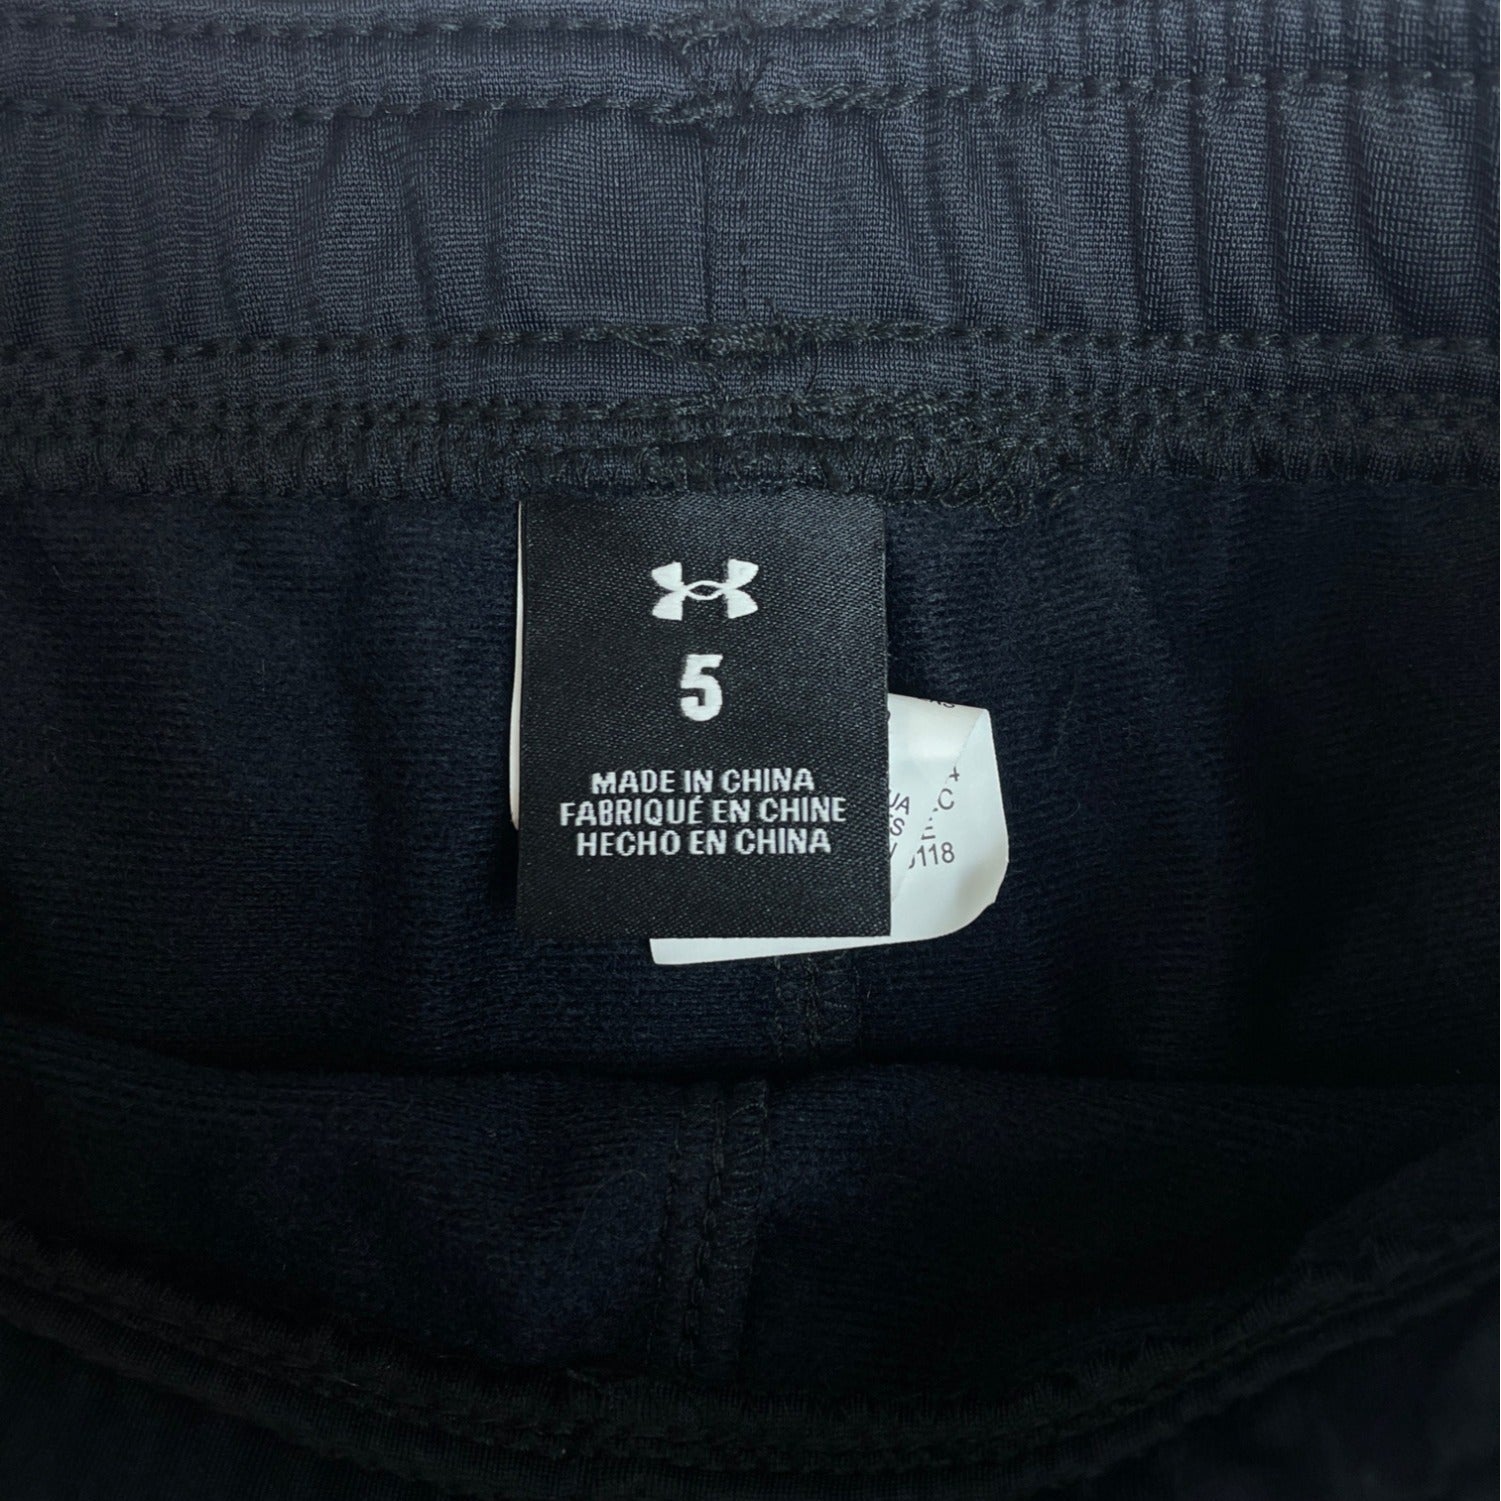 5
MADE IN CHINA
FABRIQUÉ EN CHINE
HECHO EN CHINA